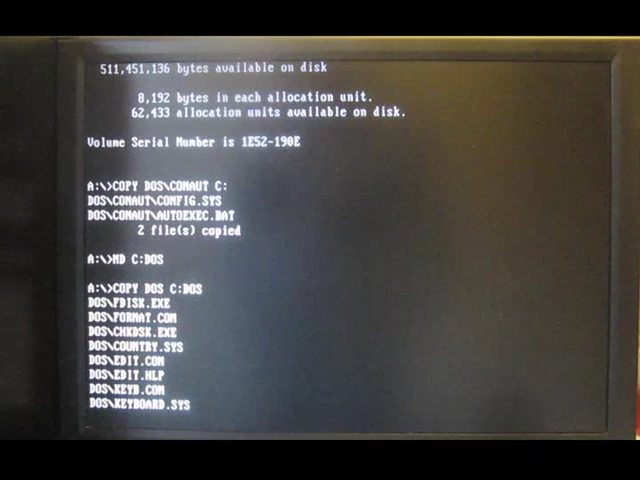 511,451,136 bytes available on disk
8,192 bytes in each allocation unit.
62,433 allocation units available on disk.
Volume Serial Number is 1E52-190E
A:\>COPY DOS\CONAUT C:
DOS\CONAUT\CONFIG.SYS
DOS\CONAUT\AUTOEXEC.BAT
2 file(s) copied
A:\>MD C:DOS
A:\>COPY DOS C:DOS
DOS\FDISK.EXE
DOS\FORMAT.COM
DOS\CHKDSK.EXE
DOS\COUNTRY.SYS
DOS\EDIT.COM
DOS\EDIT.HLP
DOS\KEYB.COM
DOS\KEYBOARD.SYS